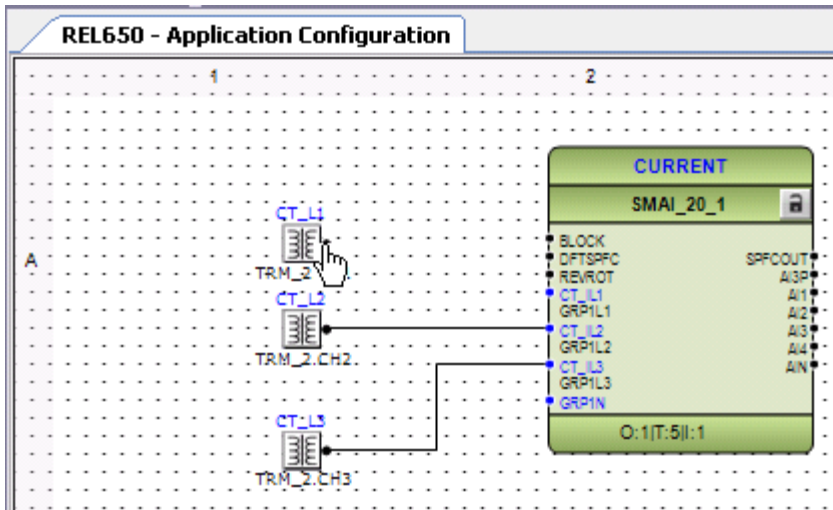 REL650 - Application Configuration
1
2
A
CT_L1
TRM_2
CT_L2
TRM_2.CH2
CT_L3
TRM_2.CH3
CURRENT
SMAI_20_1
BLOCK
DFTSPFC
REVROT
CT_IL1
GRP1L1
CT_IL2
GRP1L2
CT_IL3
GRP1L3
GRP1N
SPFCOUT
AI3P
AI1
AI2
AI3
AI4
AIN
O:1|T:5|I:1